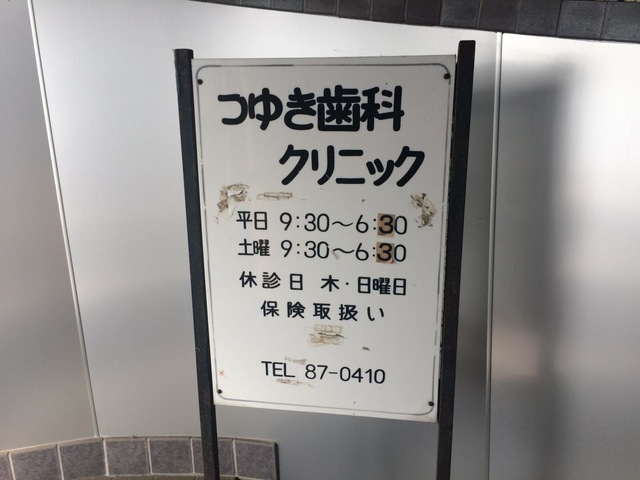 つゆき歯科
クリニック
平日 9:30～6:30
土曜 9:30～6:30
休診日 木・日曜日
保険取扱い
TEL 87-0410